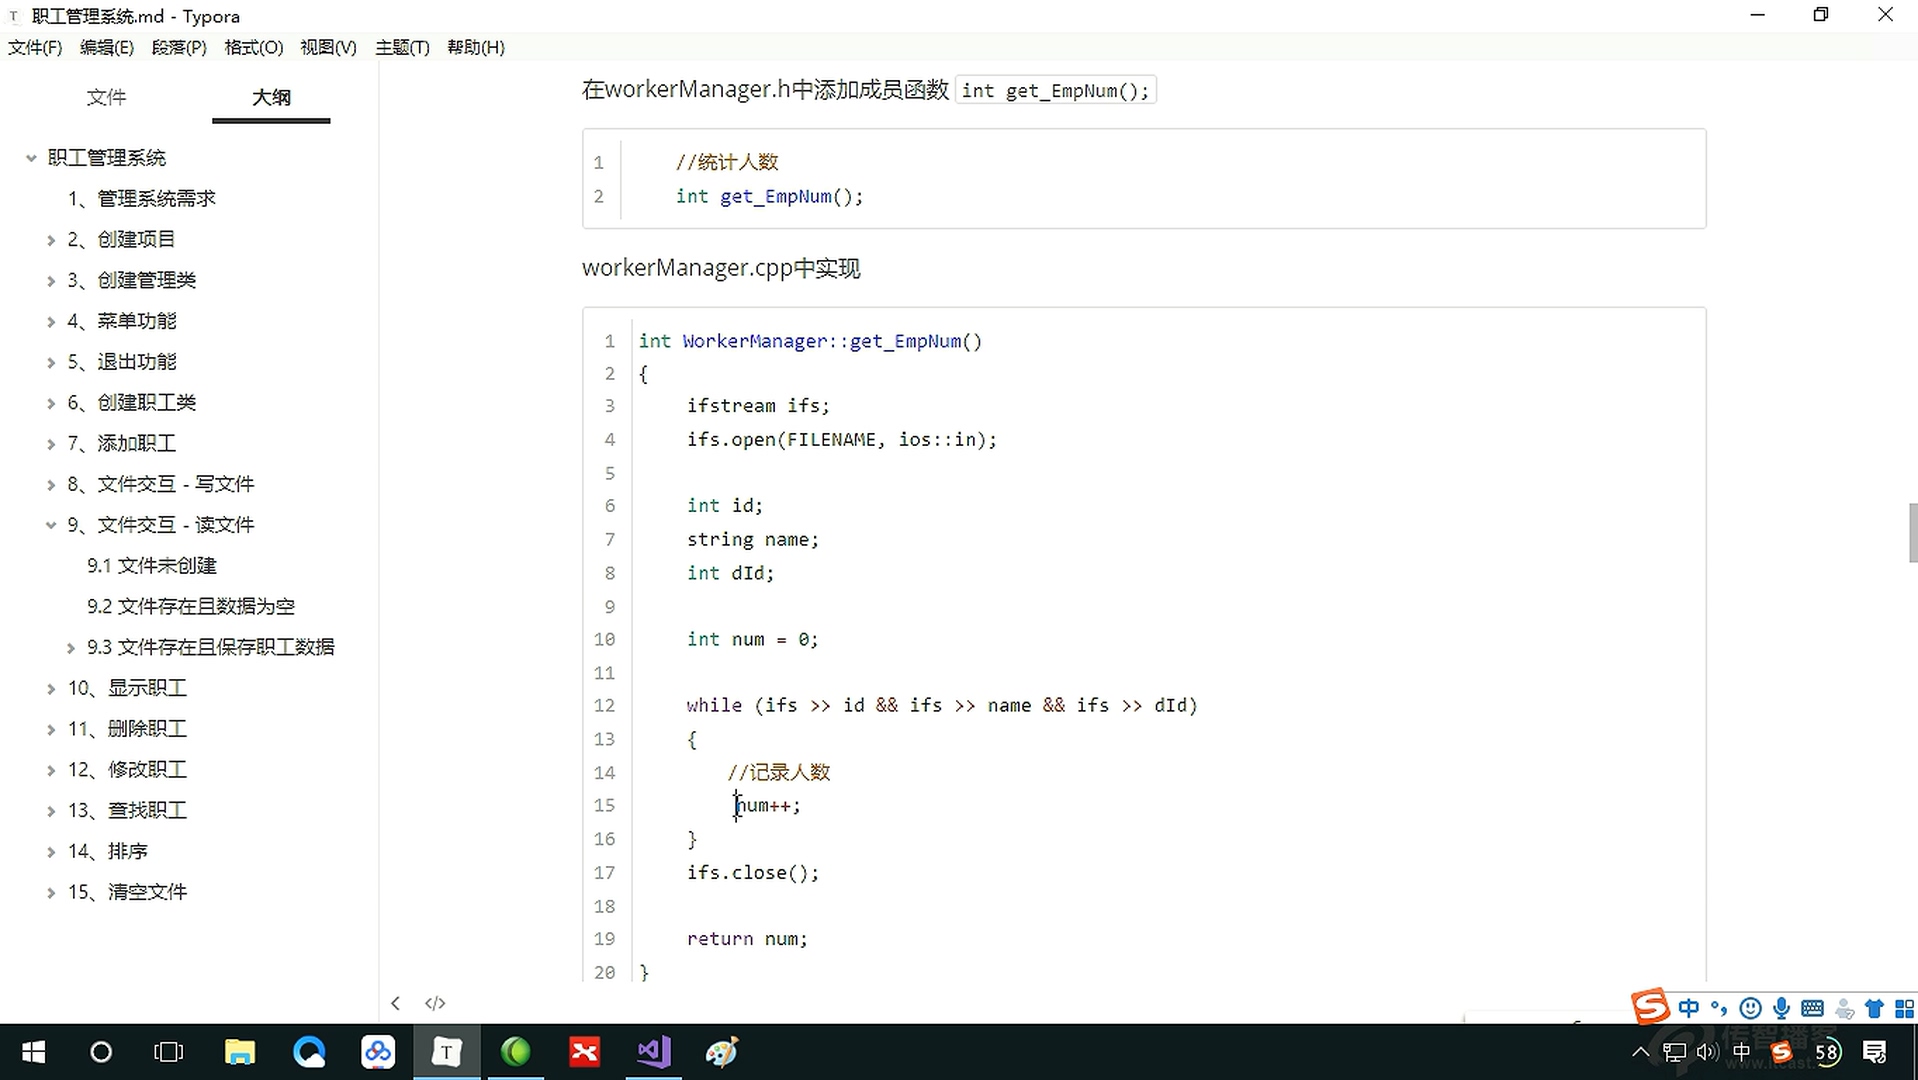 职工管理系统.md - Typora
文件(F) 编辑(E) 段落(P) 格式(O) 视图(V) 主题(T) 帮助(H)
文件 大纲
职工管理系统
1、管理系统需求
2、创建项目
3、创建管理类
4、菜单功能
5、退出功能
6、创建职工类
7、添加职工
8、文件交互 - 写文件
9、文件交互 - 读文件
9.1 文件未创建
9.2 文件存在且数据为空
9.3 文件存在且保存职工数据
10、显示职工
11、删除职工
12、修改职工
13、查找职工
14、排序
15、清空文件
在workerManager.h中添加成员函数 int get_EmpNum();
1 //统计人数
2 int get_EmpNum();
workerManager.cpp中实现
1 int WorkerManager::get_EmpNum()
2 {
3 ifstream ifs;
4 ifs.open(FILENAME, ios::in);
5
6 int id;
7 string name;
8 int dId;
9
10 int num = 0;
11
12 while (ifs >> id && ifs >> name && ifs >> dId)
13 {
14 //记录人数
15 num++;
16 }
17 ifs.close();
18
19 return num;
20 }
</>
中
中 58
传智播客